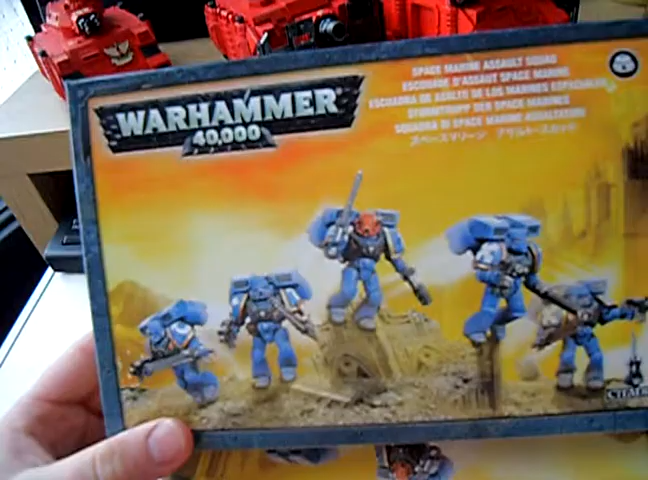 SPACE MARINE ASSAULT SQUAD
ESCOUADE D'ASSAUT SPACE MARINE
ESCUADRA DE ASALTO DE LOS MARINES ESPACIALES
STURMTRUPP DER SPACE MARINES
SQUADRA DI SPACE MARINE ASSALTATORI
スペースマリーン アサルトスカッド
WARHAMMER
40,000